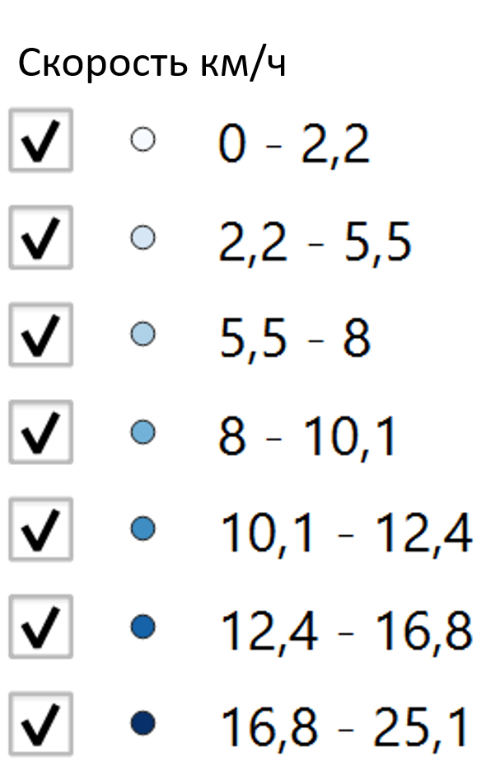 Скорость км/ч
0 - 2,2
2,2 - 5,5
5,5 - 8
8 - 10,1
10,1 - 12,4
12,4 - 16,8
16,8 - 25,1